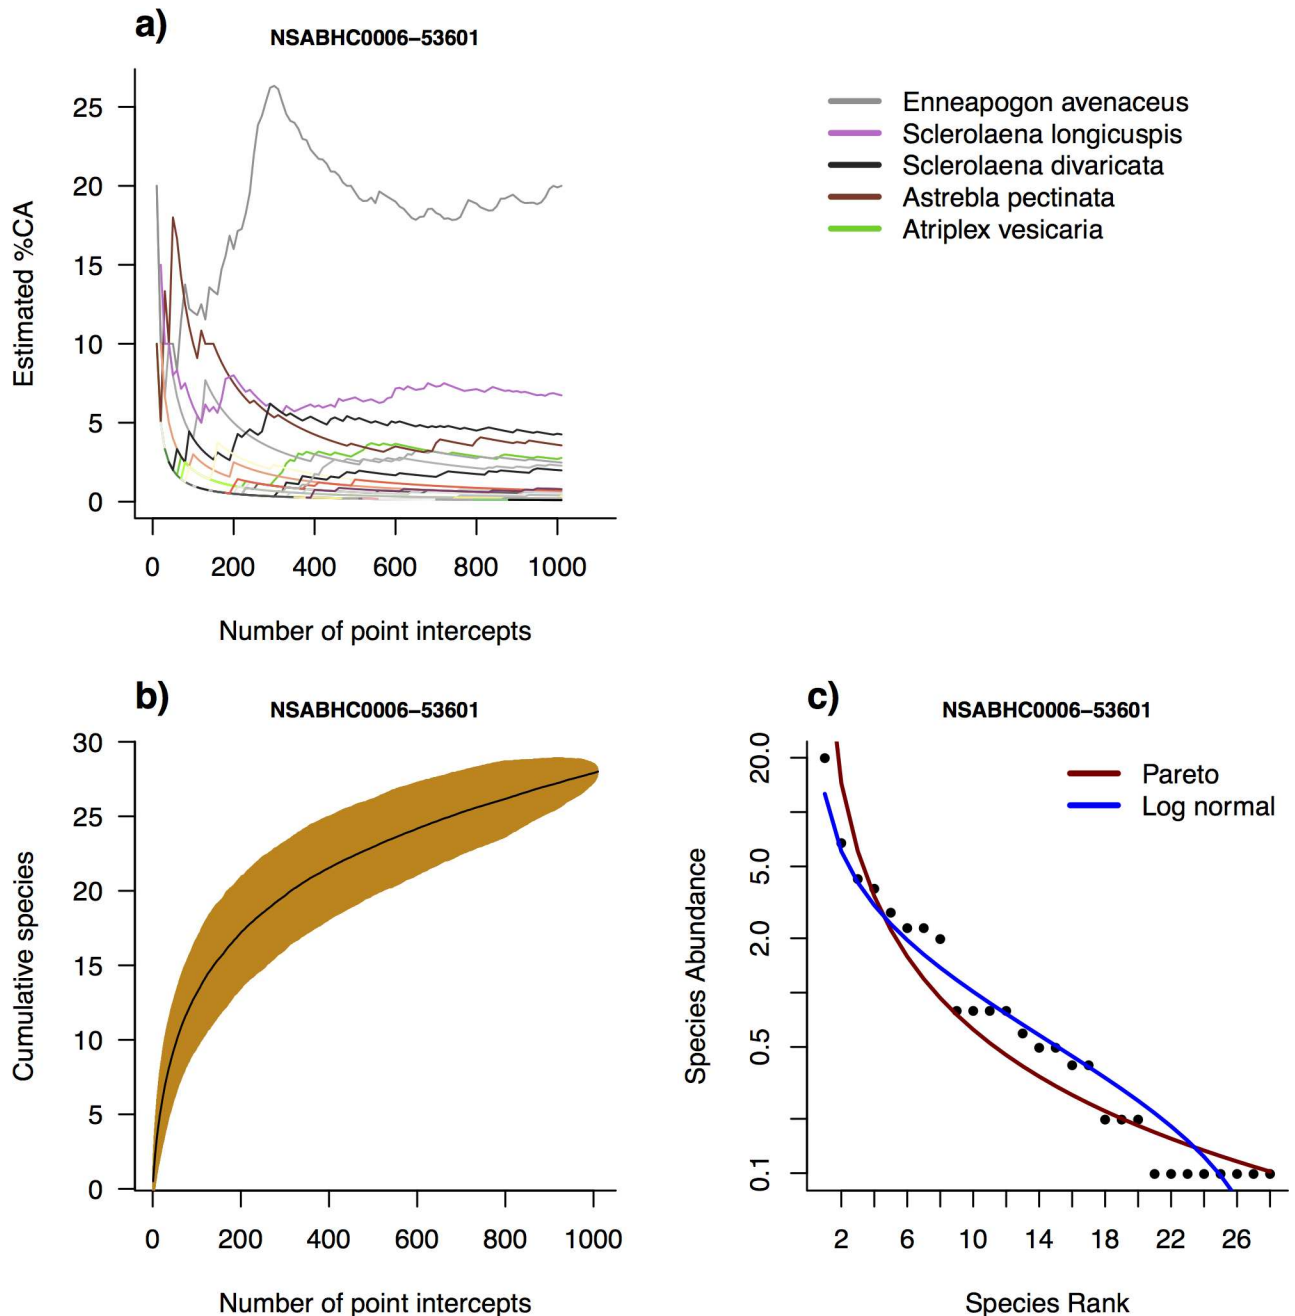 a)
NSABHC0006–53601
Estimated %CA
25
20
15
10
5
0
0 200 400 600 800 1000
Number of point intercepts
Enneapogon avenaceus
Sclerolaena longicuspis
Sclerolaena divaricata
Astrebla pectinata
Atriplex vesicaria
b)
NSABHC0006–53601
Cumulative species
30
25
20
15
10
5
0
0 200 400 600 800 1000
Number of point intercepts
c)
NSABHC0006–53601
Species Abundance
20.0
5.0
2.0
0.5
0.1
Pareto
Log normal
2 6 10 14 18 22 26
Species Rank